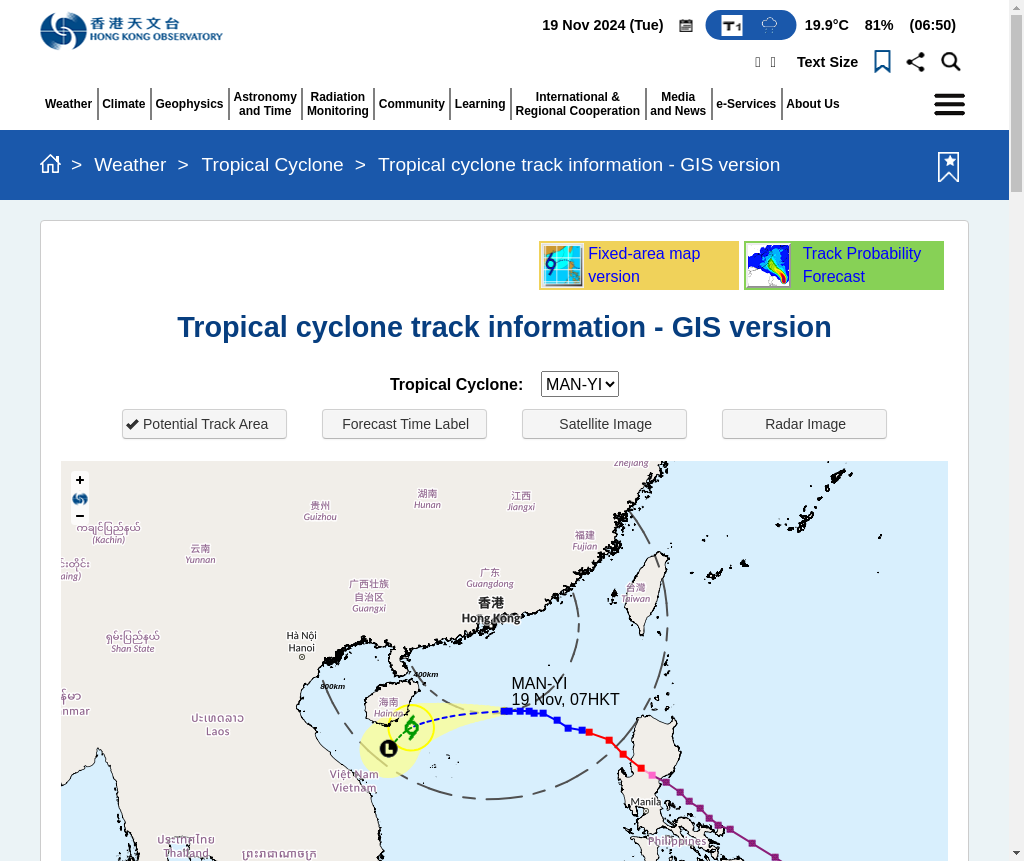 香港天文台
HONG KONG OBSERVATORY
19 Nov 2024 (Tue)
T1
19.9°C 81% (06:50)
Text Size
Weather
Climate
Geophysics
Astronomy
and Time
Radiation
Monitoring
Community
Learning
International &
Regional Cooperation
Media
and News
e-Services
About Us
> Weather > Tropical Cyclone > Tropical cyclone track information - GIS version
Fixed-area map
version
Track Probability
Forecast
Tropical cyclone track information - GIS version
Tropical Cyclone: MAN-YI
Potential Track Area
Forecast Time Label
Satellite Image
Radar Image
+
−
Zhejiang
湖南
Hunan
江西
Jiangxi
贵州
Guizhou
ကချင်ပြည်နယ်
(Kachin)
福建
Fujian
云南
Yunnan
aing)
广东
Guangdong
广西壮族
自治区
Guangxi
台灣
Taiwan
香港
Hong Kong
ရှမ်းပြည်နယ်
Shan State
Hà Nội
Hanoi
400km
800km
MAN-YI
19 Nov, 07HKT
海南
Hainan
nmar
ປະເທດລາວ
Laos
L
Việt Nam
Vietnam
Manila
Philippines
ประเทศไทย
Thailand